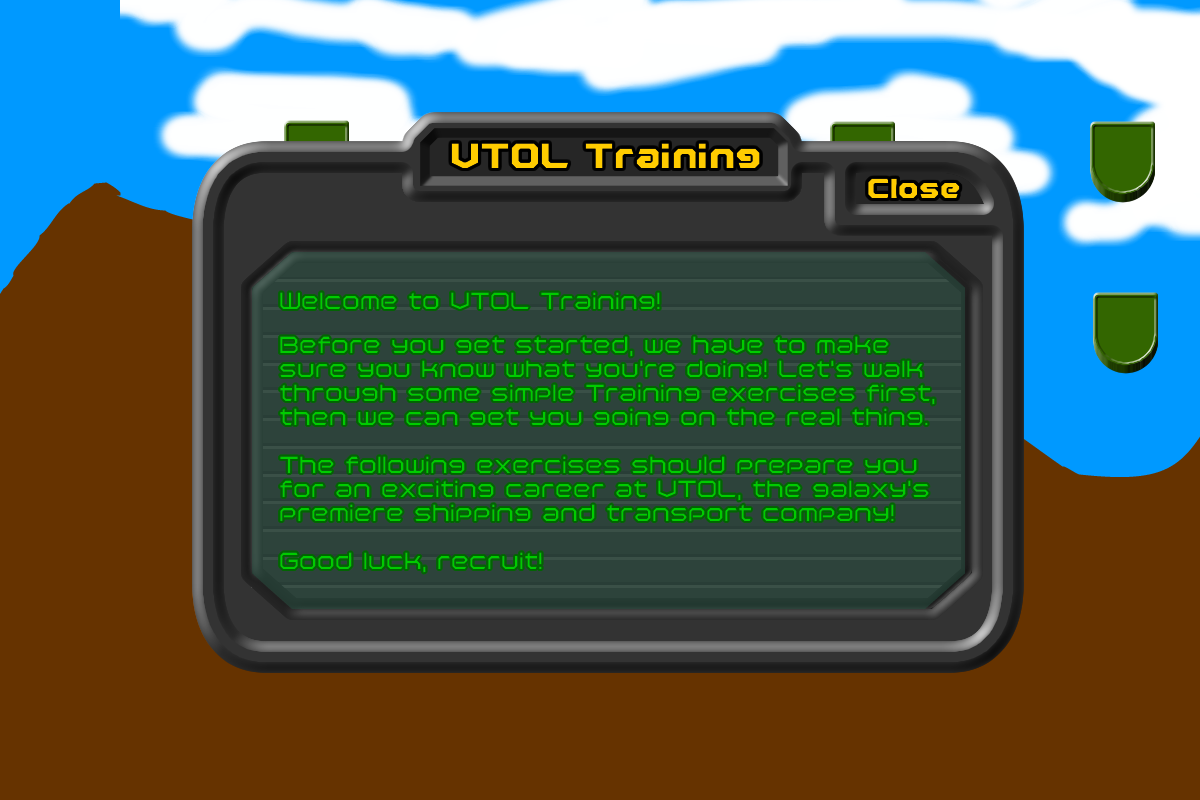 VTOL Training
Close
Welcome to VTOL Training!
Before you get started, we have to make
sure you know what you're doing! Let's walk
through some simple Training exercises first,
then we can get you going on the real thing.
The following exercises should prepare you
for an exciting career at VTOL, the galaxy's
premiere shipping and transport company!
Good luck, recruit!